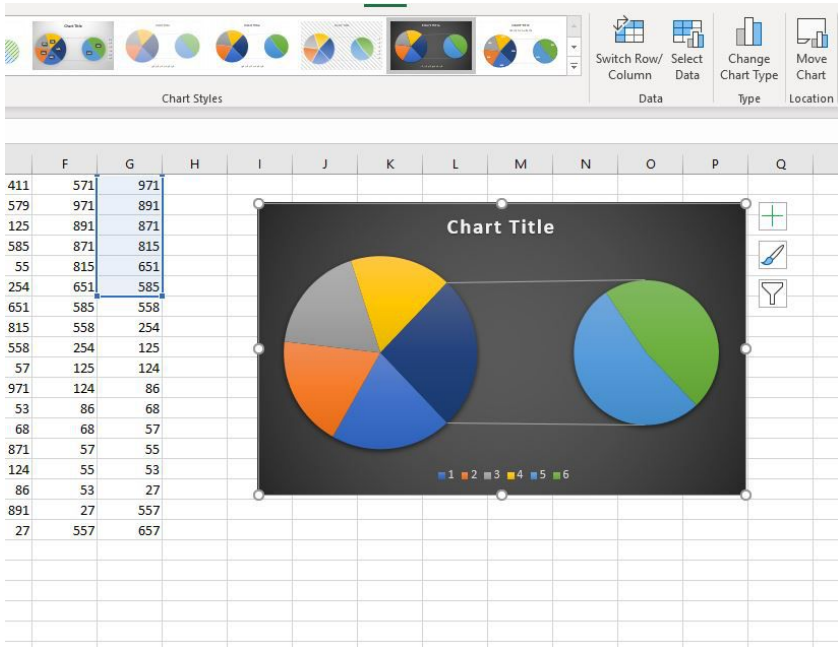 Switch Row/ Select Change Move
Column Data Chart Type Chart
Chart Styles Data Type Location
F G H I J K L M N O P Q
411 571 971
579 971 891
125 891 871
585 871 815
55 815 651
254 651 585
651 585 558
815 558 254
558 254 125
57 125 124
971 124 86
53 86 68
68 68 57
871 57 55
124 55 53
86 53 27
891 27 557
27 557 657
Chart Title
1 2 3 4 5 6